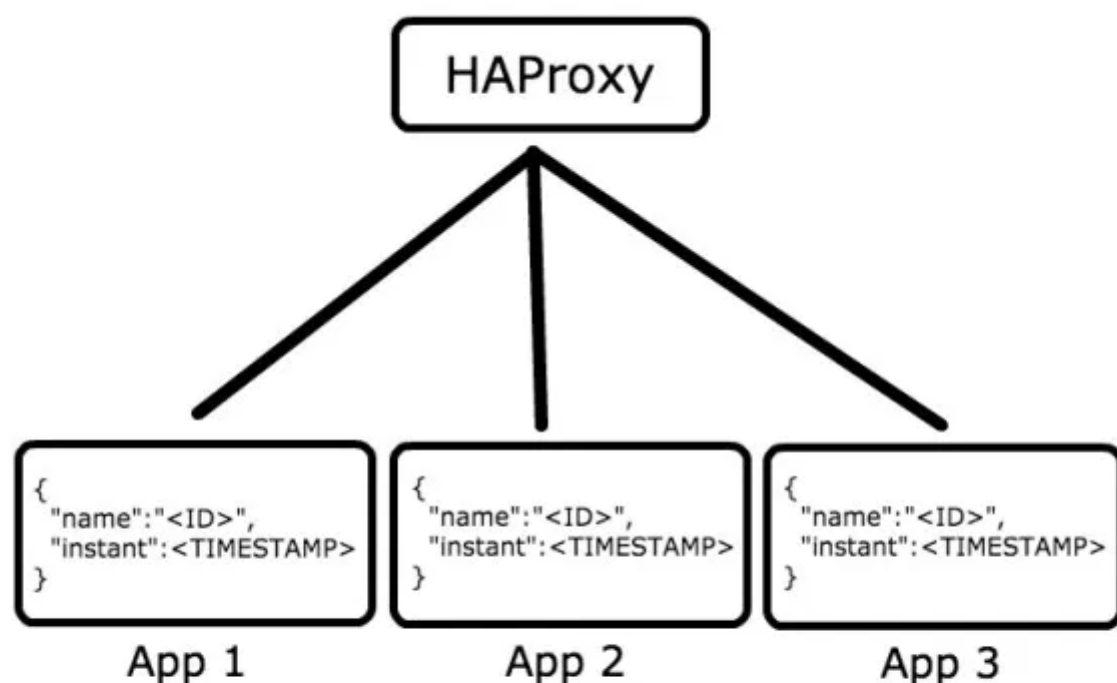 HAProxy
{
"name":"<ID>",
"instant":<TIMESTAMP>
}
{
"name":"<ID>",
"instant":<TIMESTAMP>
}
{
"name":"<ID>",
"instant":<TIMESTAMP>
}
App 1
App 2
App 3